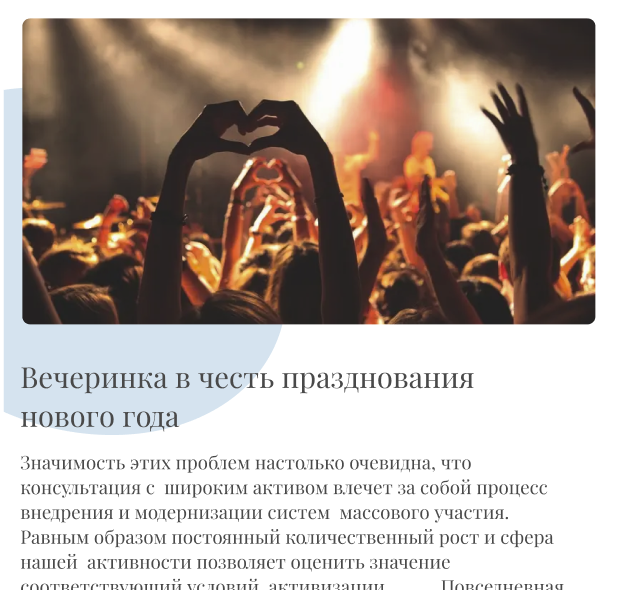 Вечеринка в честь празднования
нового года
Значимость этих проблем настолько очевидна, что
консультация с  широким активом влечет за собой процесс
внедрения и модернизации систем  массового участия.
Равным образом постоянный количественный рост и сфера
нашей  активности позволяет оценить значение
соответствующий условий  активизации. Повседневная